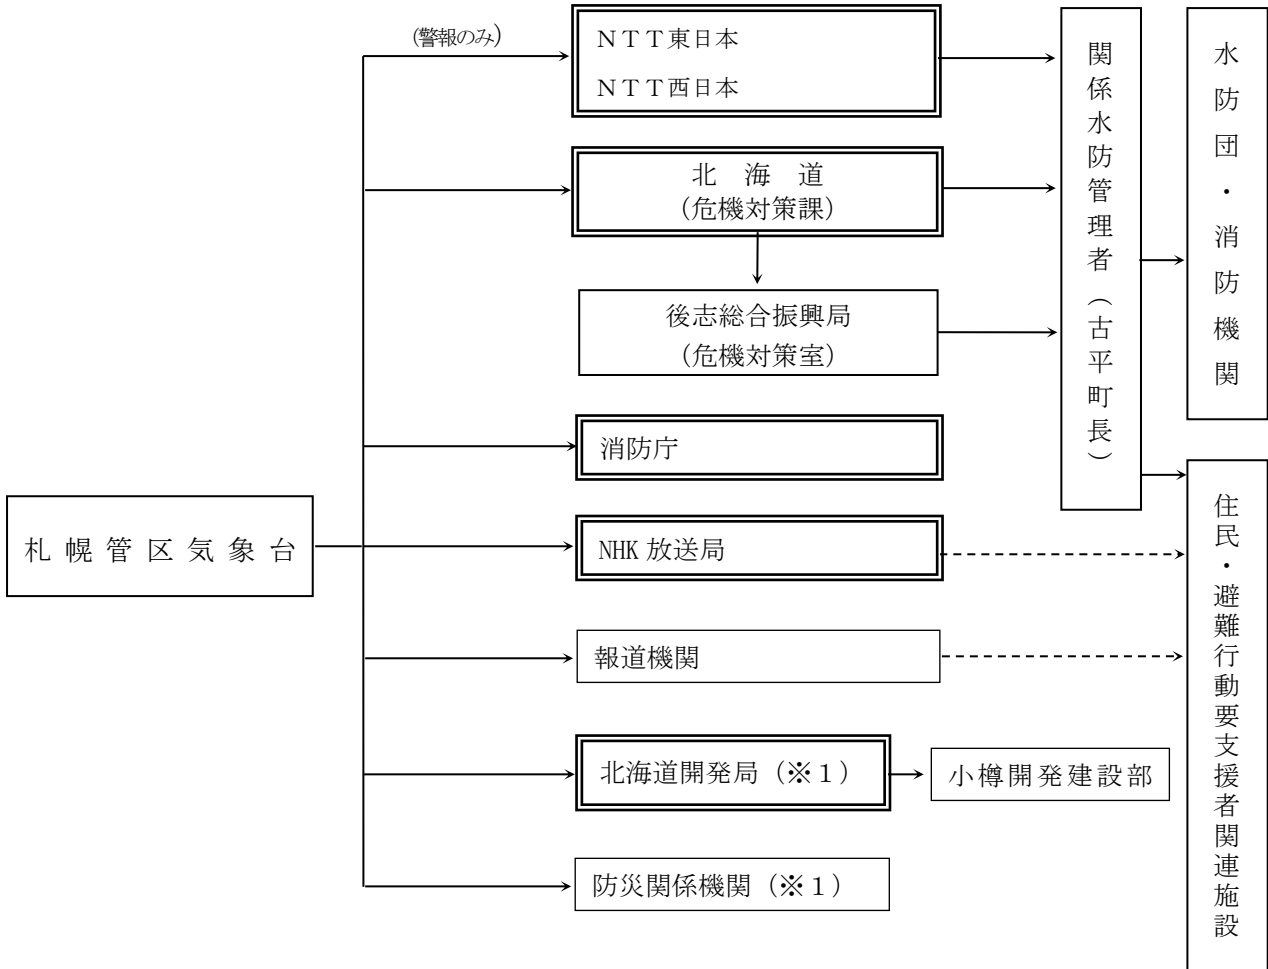 (警報のみ)
ＮＴＴ東日本
ＮＴＴ西日本
北　海　道
（危機対策課）
後志総合振興局
（危機対策室）
消防庁
札幌管区気象台
NHK 放送局
報道機関
北海道開発局（※１）
小樽開発建設部
防災関係機関（※１）
関係水防管理者（古平町長）
水防団・消防機関
住民・避難行動要支援者関連施設